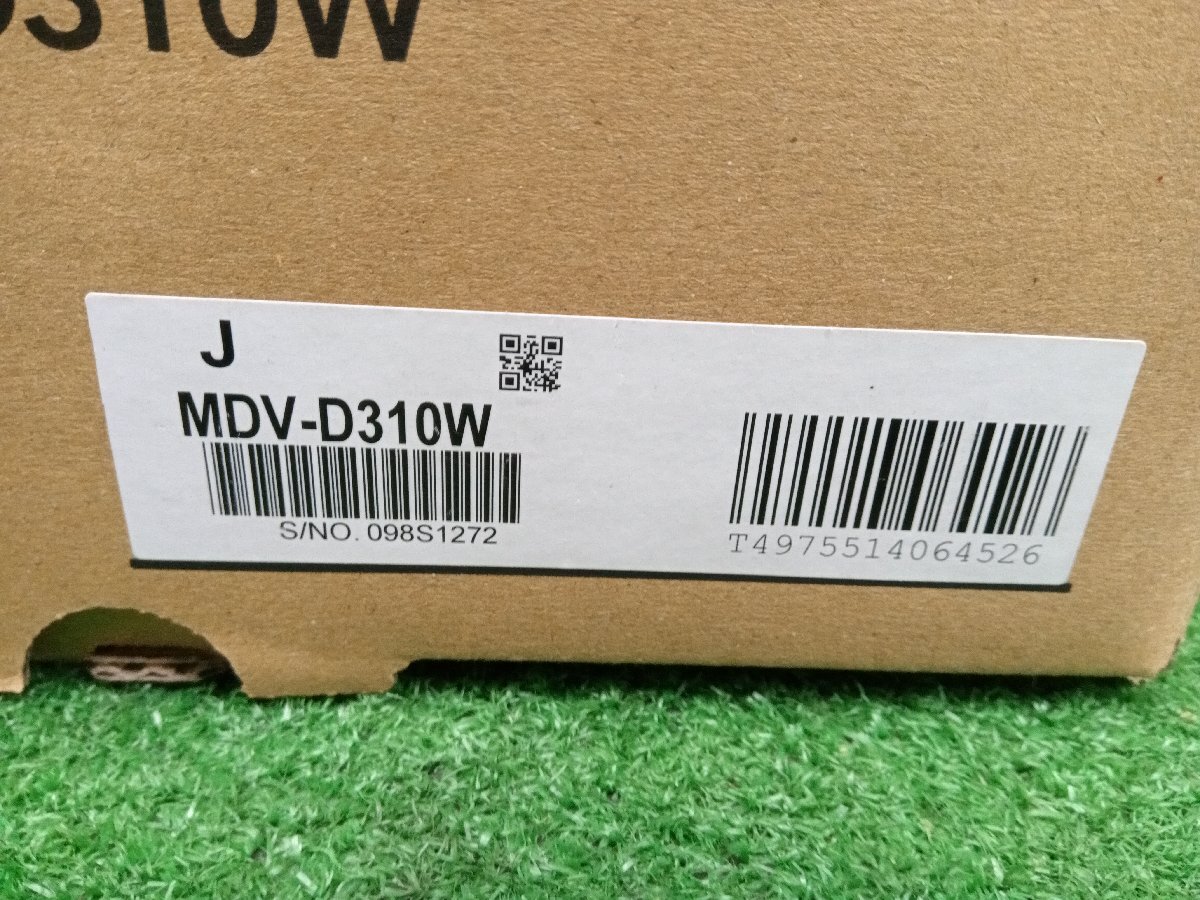 D310W
J
MDV-D310W
S/NO. 098S1272
T4975514064526